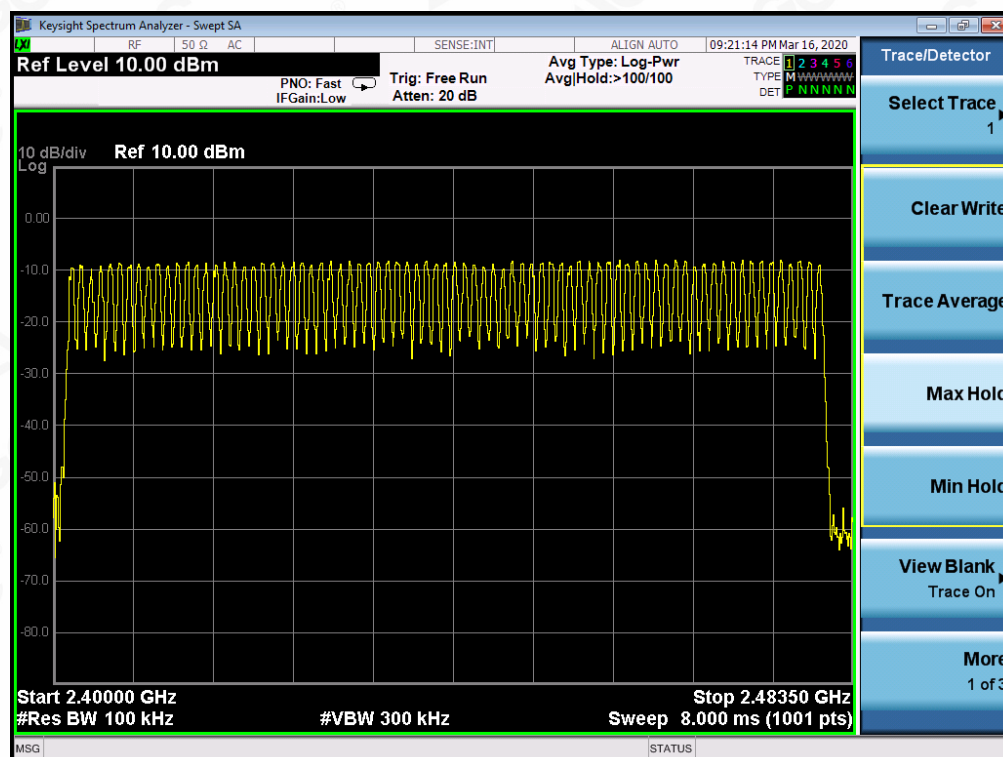 Keysight Spectrum Analyzer - Swept SA
LXI RF 50 Ω AC SENSE:INT ALIGN AUTO 09:21:14 PM Mar 16, 2020
Ref Level 10.00 dBm
PNO: Fast
IFGain:Low
Trig: Free Run
Atten: 20 dB
Avg Type: Log-Pwr
Avg|Hold:>100/100
TRACE 1 2 3 4 5 6
TYPE M WWWWW
DET P N N N N N
10 dB/div Ref 10.00 dBm
Log
0.00
-10.0
-20.0
-30.0
-40.0
-50.0
-60.0
-70.0
-80.0
Start 2.40000 GHz Stop 2.48350 GHz
#Res BW 100 kHz #VBW 300 kHz Sweep 8.000 ms (1001 pts)
MSG STATUS
Trace/Detector
Select Trace
1
Clear Write
Trace Average
Max Hold
Min Hold
View Blank
Trace On
More
1 of 3